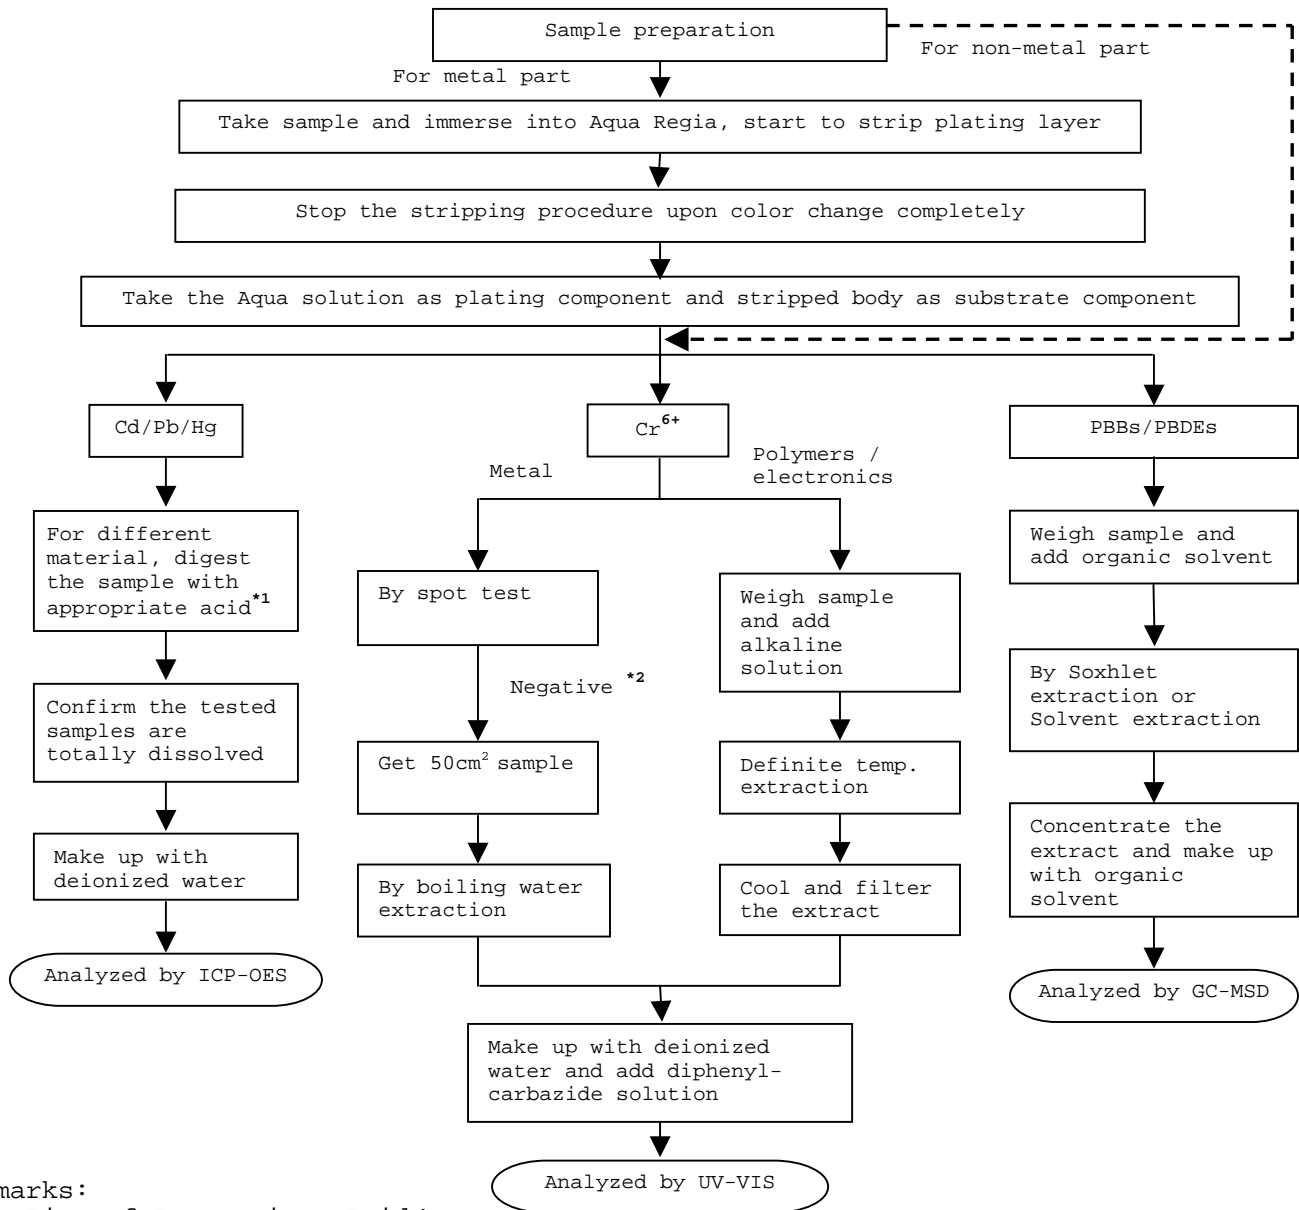 Sample preparation
For non-metal part
For metal part
Take sample and immerse into Aqua Regia, start to strip plating layer
Stop the stripping procedure upon color change completely
Take the Aqua solution as plating component and stripped body as substrate component
Cd/Pb/Hg
Cr6+
PBBs/PBDEs
Metal
Polymers /
electronics
For different
material, digest
the sample with
appropriate acid*1
Confirm the tested
samples are
totally dissolved
Make up with
deionized water
Analyzed by ICP-OES
By spot test
Negative *2
Get 50cm2 sample
By boiling water
extraction
Weigh sample
and add
alkaline
solution
Definite temp.
extraction
Cool and filter
the extract
Make up with deionized
water and add diphenyl-
carbazide solution
Analyzed by UV-VIS
Weigh sample and
add organic solvent
By Soxhlet
extraction or
Solvent extraction
Concentrate the
extract and make up
with organic
solvent
Analyzed by GC-MSD
marks: